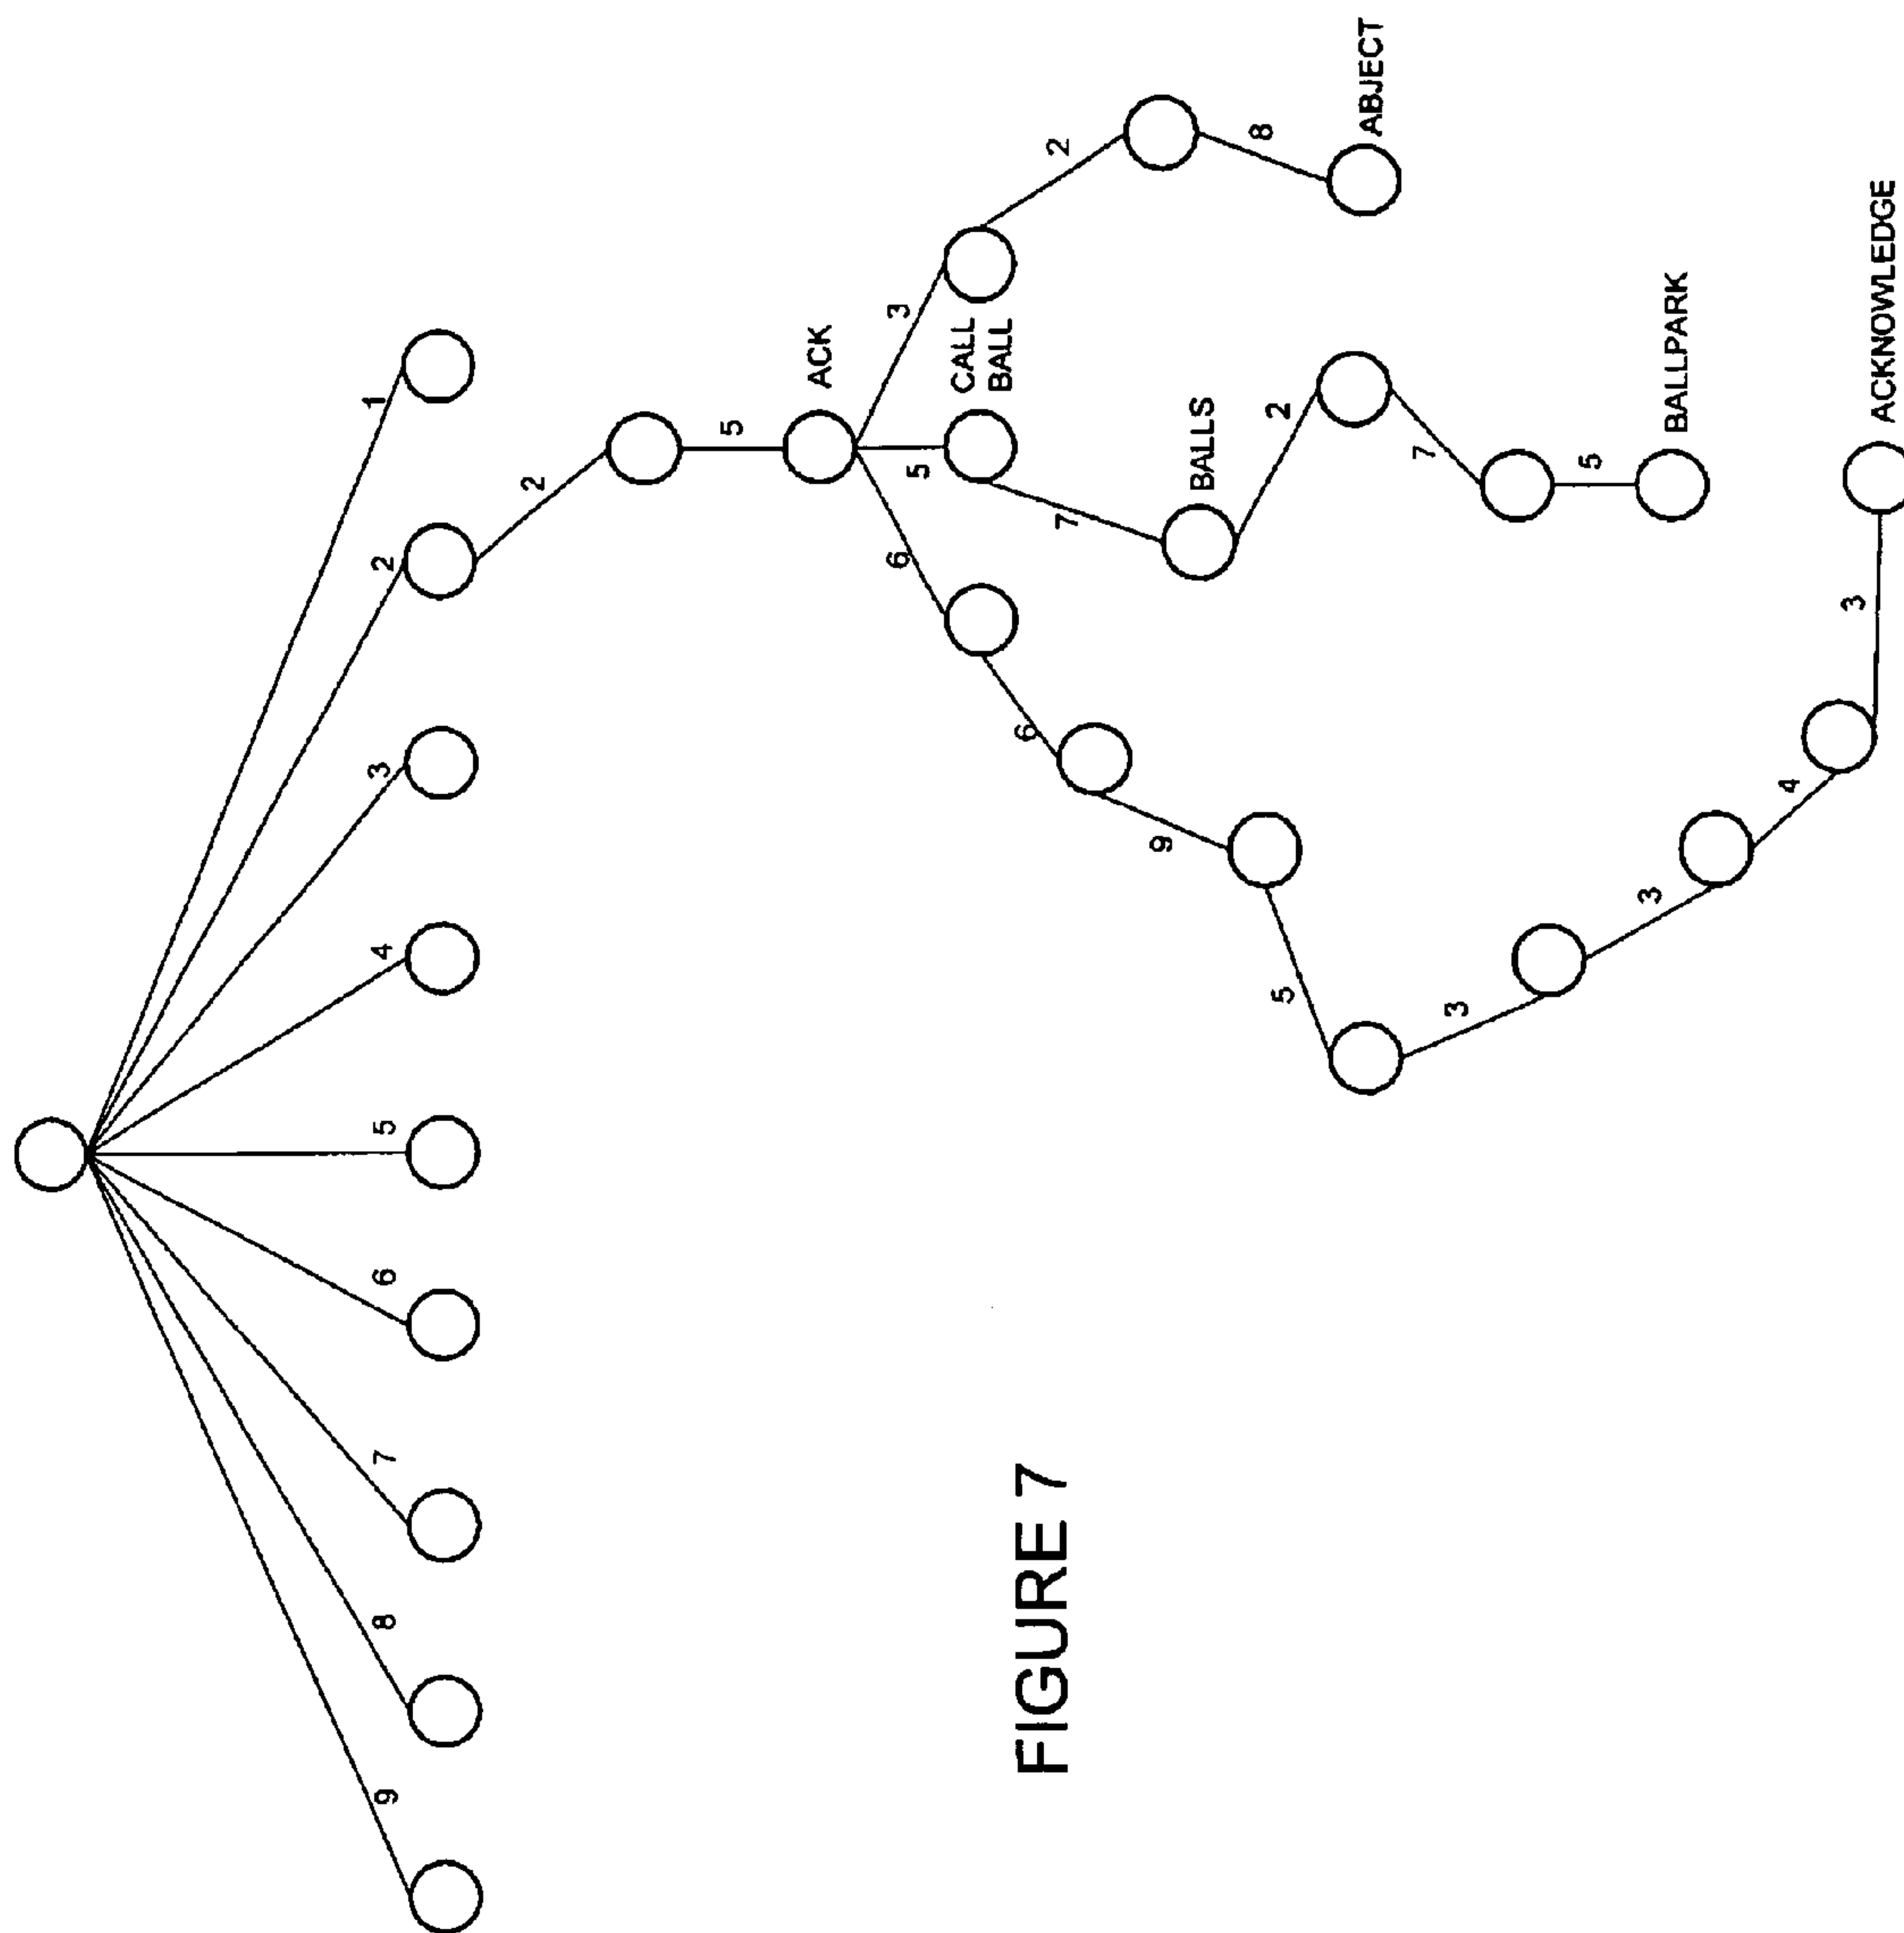 9 8 7 6 5 4 3 2 1
2
5
ACK
6 3
5
CALL
BALL
6
FIGURE 7
7 2
9
BALLS
5 2 8
ABJECT
7
3
5
3
BALLPARK
4
3
ACKNOWLEDGE